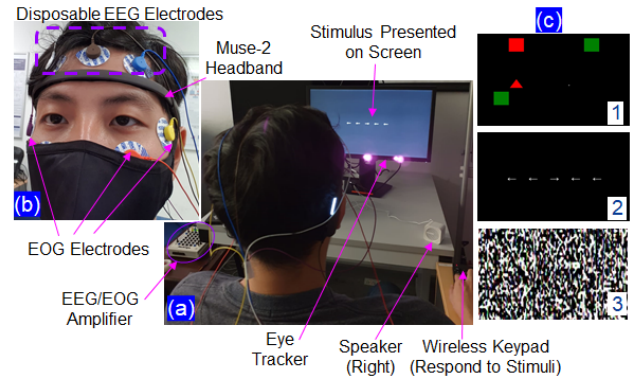 Disposable EEG Electrodes
Muse-2
Headband
Stimulus Presented
on Screen
(c)
1
← → ← ← ←
2
3
(b)
EOG Electrodes
EEG/EOG
Amplifier
(a)
Eye
Tracker
Speaker
(Right)
Wireless Keypad
(Respond to Stimuli)